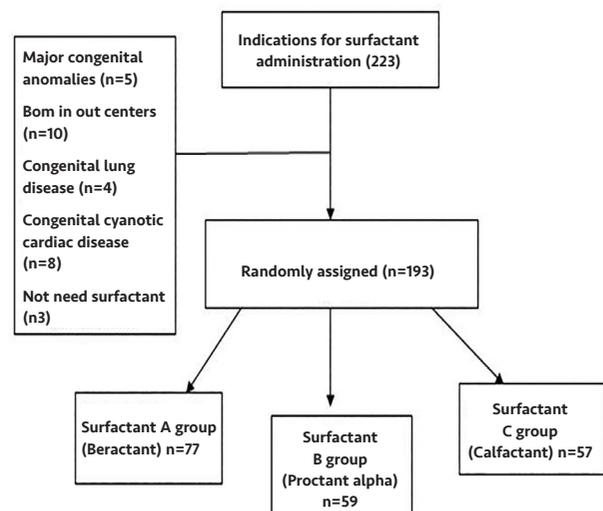 Indications for surfactant
administration (223)
Major congenital
anomalies (n=5)
Bom in out centers
(n=10)
Congenital lung
disease (n=4)
Congenital cyanotic
cardiac disease
(n=8)
Not need surfactant
(n3)
Randomly assigned (n=193)
Surfactant A group
(Beractant) n=77
Surfactant
B group
(Proctant alpha)
n=59
Surfactant
C group
(Calfactant) n=57